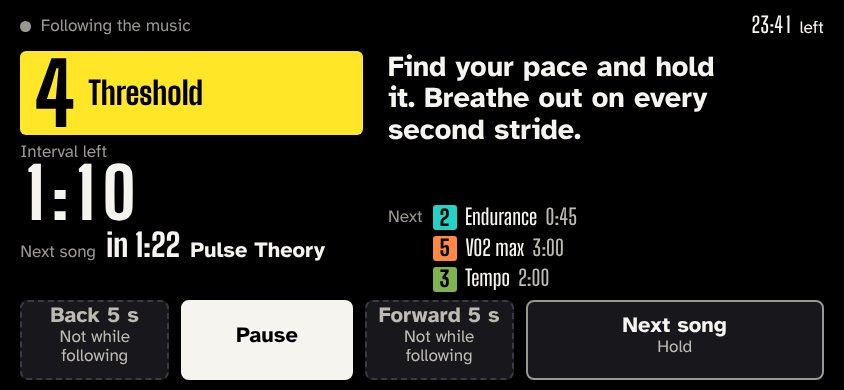 Following the music
23:41 left
4 Threshold
Interval left
1:10
Next song in 1:22 Pulse Theory
Find your pace and hold
it. Breathe out on every
second stride.
Next 2 Endurance 0:45
5 VO2 max 3:00
3 Tempo 2:00
Back 5 s
Not while
following
Pause
Forward 5 s
Not while
following
Next song
Hold